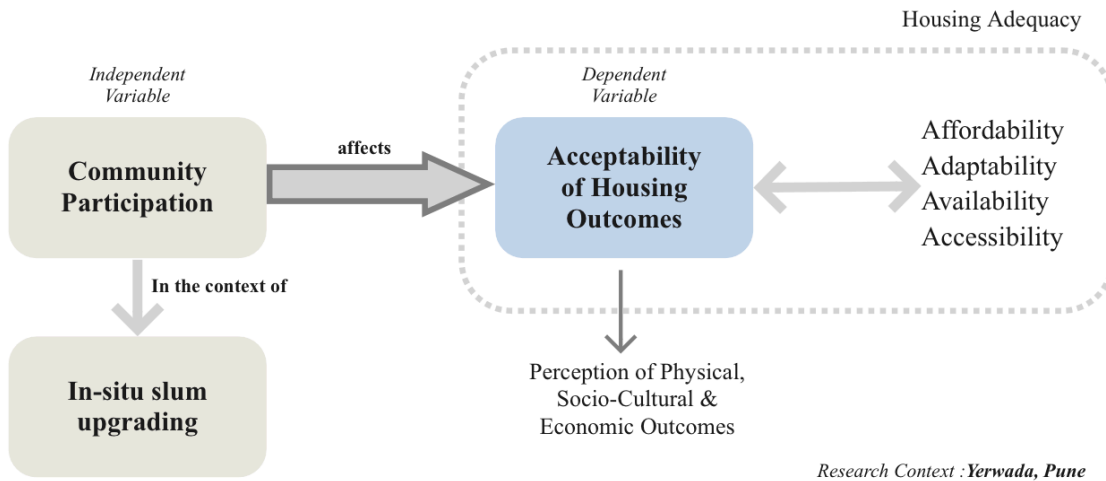 Housing Adequacy
Independent
Variable
Dependent
Variable
Community
Participation
affects
Acceptability
of Housing
Outcomes
Affordability
Adaptability
Availability
Accessibility
In the context of
In-situ slum
upgrading
Perception of Physical,
Socio-Cultural &
Economic Outcomes
Research Context :Yerwada, Pune